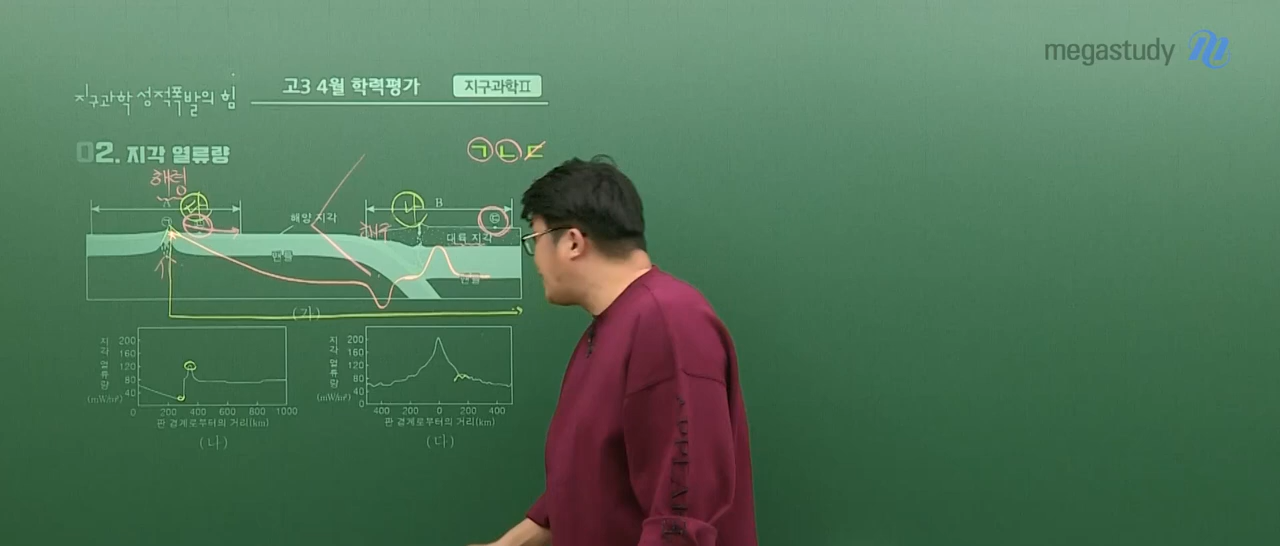 megastudy
지구과학 성적폭발의 힘
고3 4월 학력평가
지구과학Ⅱ
02. 지각 열류량
ㄱ ㄴ ㄷ
해령
A
다
나
B
㉠
㉢
해양 지각
해구
대륙 지각
맨틀
맨틀
(가)
지각 열류량
(mW/m²)
200
160
120
80
40
0 200 400 600 800 1000
판 경계로부터의 거리(km)
(나)
지각 열류량
(mW/m²)
200
160
120
80
40
0
400 200 0 200 400
판 경계로부터의 거리(km)
(다)